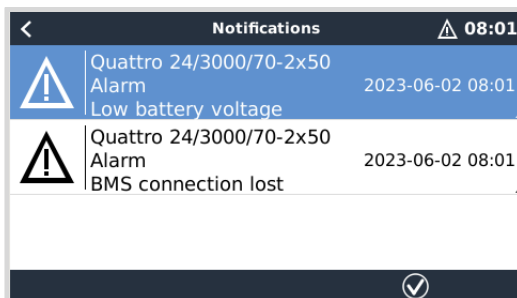 Notifications
08:01
Quattro 24/3000/70-2x50
Alarm
2023-06-02 08:01
Low battery voltage
Quattro 24/3000/70-2x50
Alarm
2023-06-02 08:01
BMS connection lost